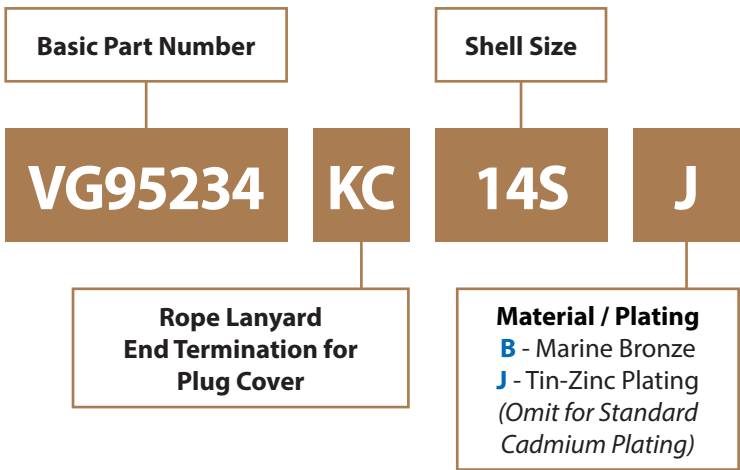 Basic Part Number
Shell Size
VG95234 KC 14S J
Rope Lanyard
End Termination for
Plug Cover
Material / Plating
B - Marine Bronze
J - Tin-Zinc Plating
(Omit for Standard
Cadmium Plating)